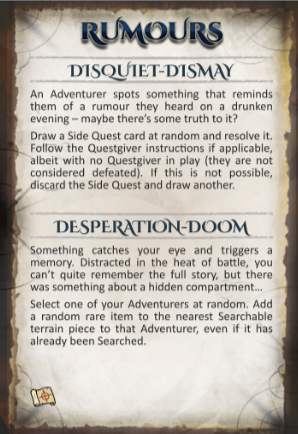 RUMOURS
DISQUIET-DISMAY
An Adventurer spots something that reminds
them of a rumour they heard on a drunken
evening – maybe there's some truth to it?
Draw a Side Quest card at random and resolve it.
Follow the Questgiver instructions if applicable,
albeit with no Questgiver in play (they are not
considered defeated). If this is not possible,
discard the Side Quest and draw another.
DESPERATION-DOOM
Something catches your eye and triggers a
memory. Distracted in the heat of battle, you
can't quite remember the full story, but there
was something about a hidden compartment...
Select one of your Adventurers at random. Add
a random rare item to the nearest Searchable
terrain piece to that Adventurer, even if it has
already been Searched.